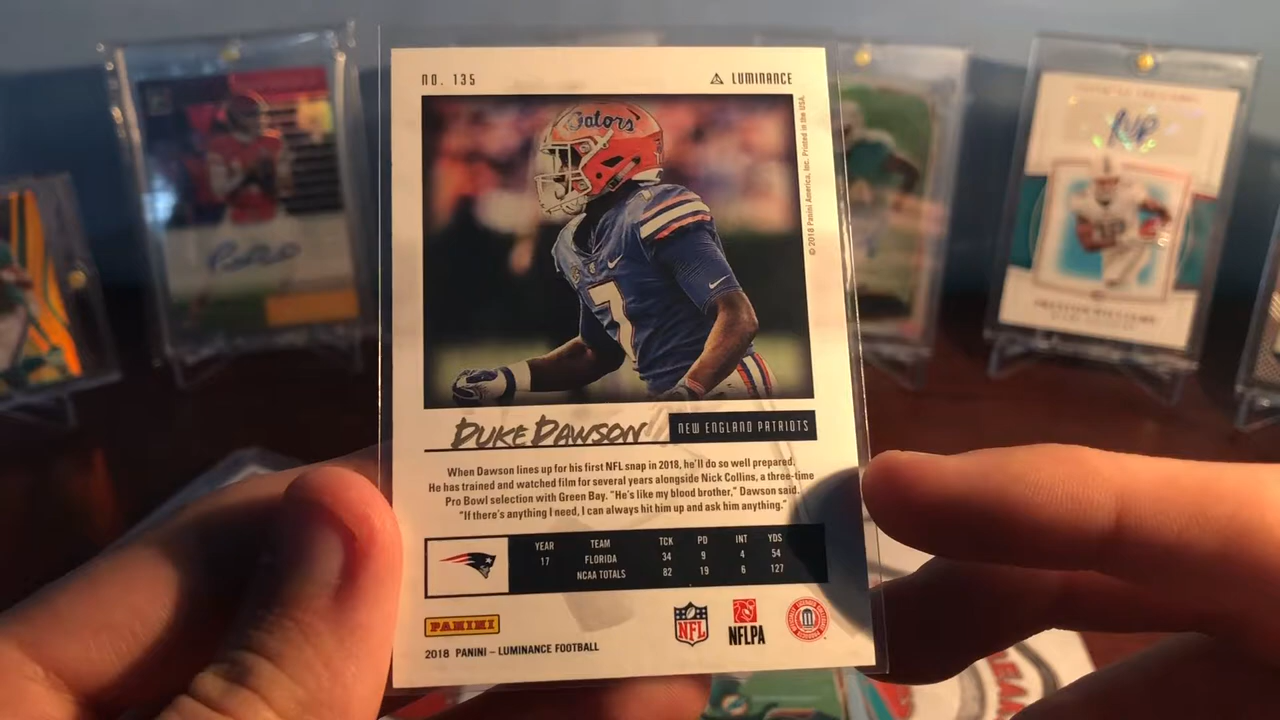 NO. 135
LUMINANCE
Gators
7
7
© 2018 Panini America, Inc. Printed in the USA.
DUKE DAWSON
NEW ENGLAND PATRIOTS
When Dawson lines up for his first NFL snap in 2018, he'll do so well prepared.
He has trained and watched film for several years alongside Nick Collins, a three-time
Pro Bowl selection with Green Bay. "He's like my blood brother," Dawson said.
"If there's anything I need, I can always hit him up and ask him anything."
YEAR TEAM TCK PD INT YDS
17 FLORIDA 34 9 4 54
NCAA TOTALS 82 19 6 127
PANINI
NFL
NFLPA
2018 PANINI – LUMINANCE FOOTBALL